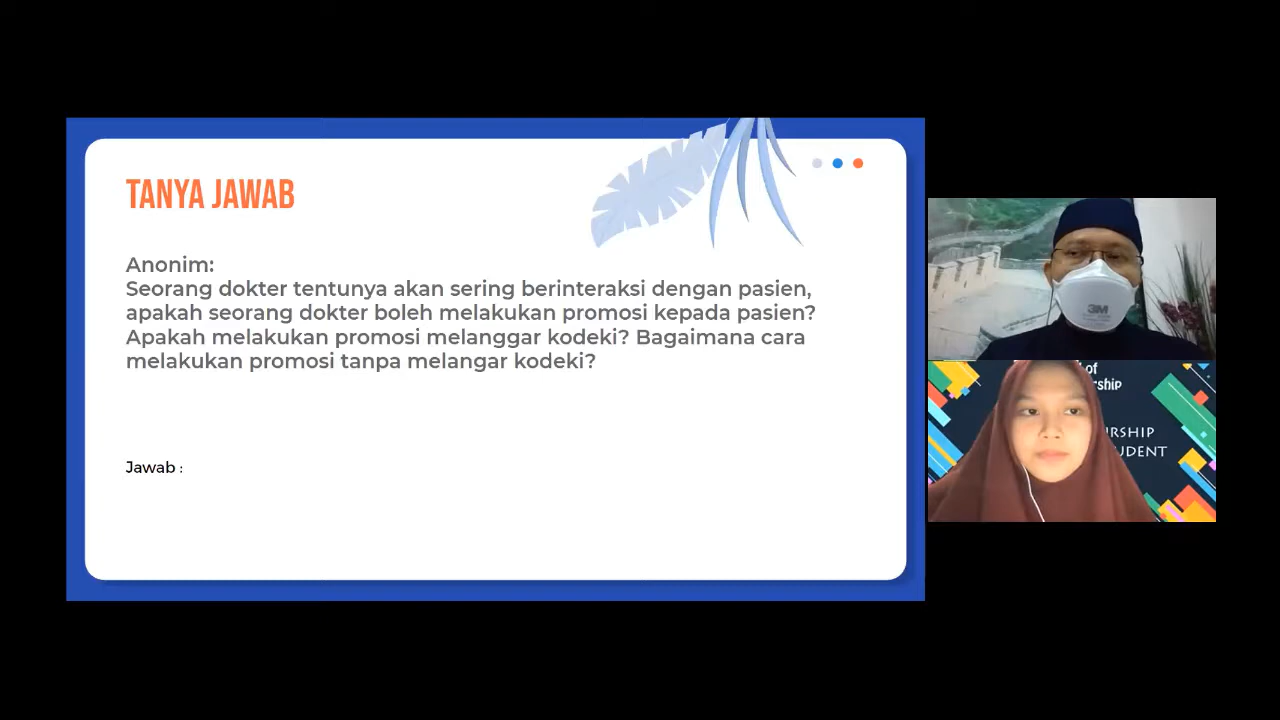 TANYA JAWAB
Anonim:
Seorang dokter tentunya akan sering berinteraksi dengan pasien,
apakah seorang dokter boleh melakukan promosi kepada pasien?
Apakah melakukan promosi melanggar kodeki? Bagaimana cara
melakukan promosi tanpa melangar kodeki?
Jawab :
3M
of